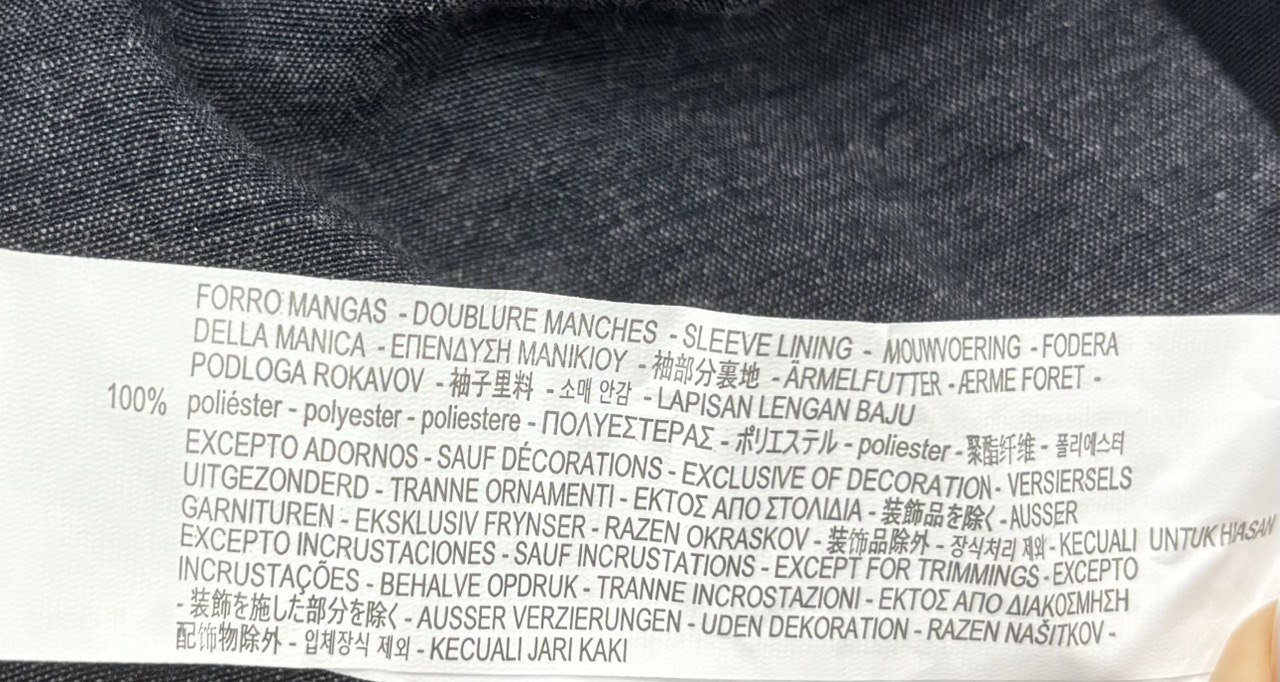 FORRO MANGAS - DOUBLURE MANCHES - SLEEVE LINING - MOUWVOERING - FODERA
DELLA MANICA - ΕΠΕΝΔΥΣΗ ΜΑΝΙΚΙΟΥ - 袖部分裏地 - ÄRMELFUTTER - ÆRME FORET -
PODLOGA ROKAVOV - 袖子里料 - 소매 안감 - LAPISAN LENGAN BAJU
100% poliéster - polyester - poliestere - ΠΟΛΥΕΣΤΕΡΑΣ - ポリエステル - poliester - 聚酯纤维 - 폴리에스터
EXCEPTO ADORNOS - SAUF DÉCORATIONS - EXCLUSIVE OF DECORATION - VERSIERSELS
UITGEZONDERD - TRANNE ORNAMENTI - ΕΚΤΟΣ ΑΠΟ ΣΤΟΛΙΔΙΑ - 装飾品を除く - AUSSER
GARNITUREN - EKSKLUSIV FRYNSER - RAZEN OKRASKOV - 装饰品除外 - 장식처리 제외 - KECUALI UNTUK HIASAN
EXCEPTO INCRUSTACIONES - SAUF INCRUSTATIONS - EXCEPT FOR TRIMMINGS - EXCEPTO
INCRUSTAÇÕES - BEHALVE OPDRUK - TRANNE INCROSTAZIONI - ΕΚΤΟΣ ΑΠΟ ΔΙΑΚΟΣΜΗΣΗ
- 装飾を施した部分を除く - AUSSER VERZIERUNGEN - UDEN DEKORATION - RAZEN NAŠITKOV -
配饰物除外 - 입체장식 제외 - KECUALI JARI KAKI